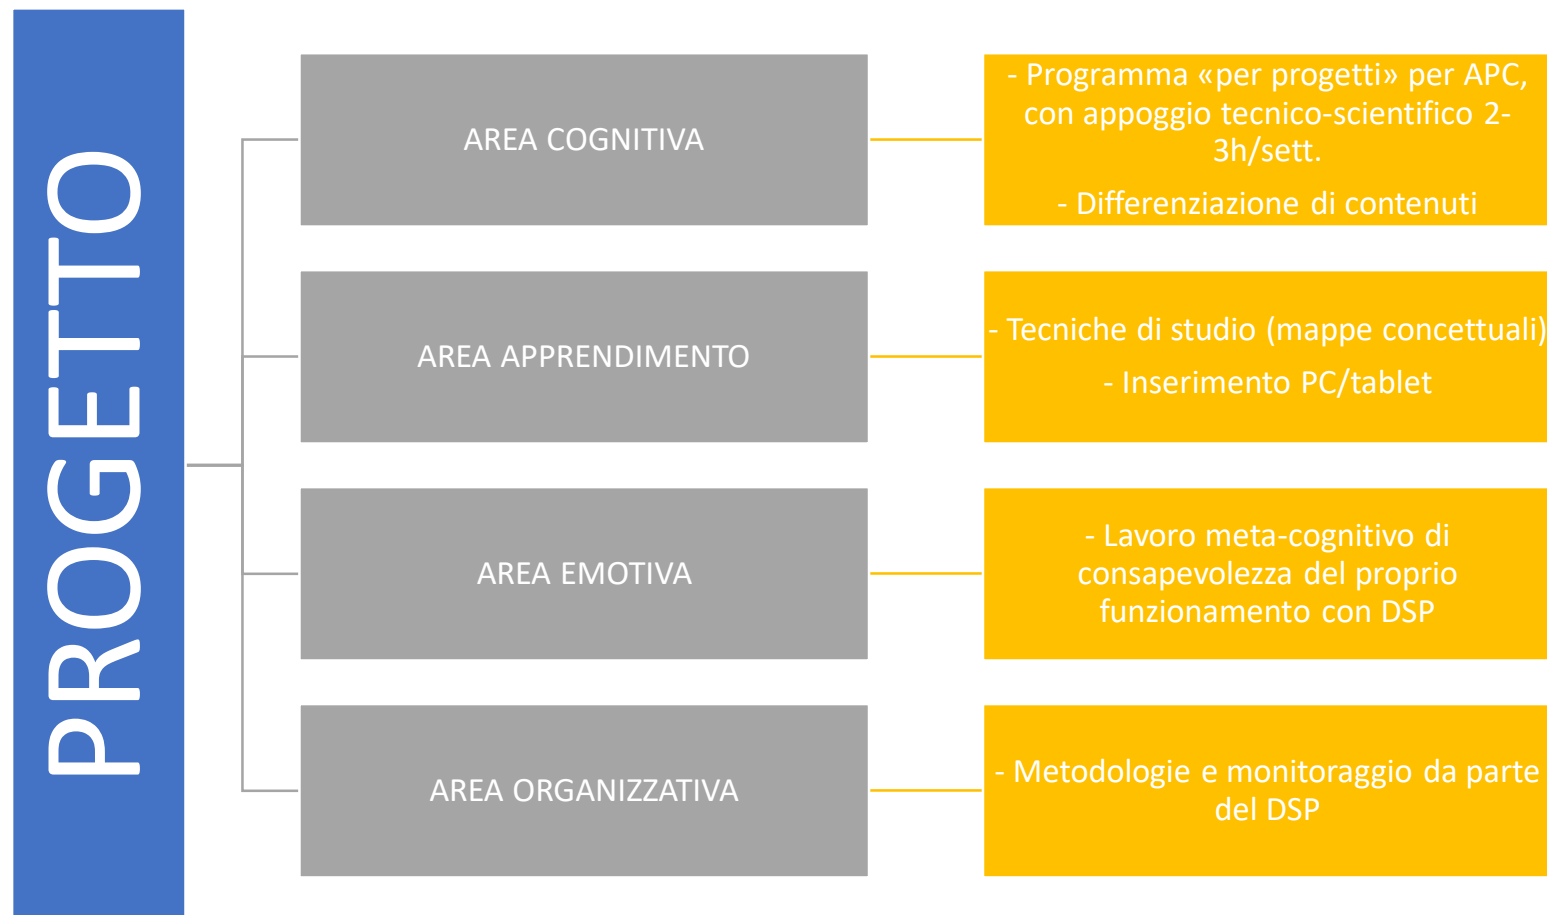 PROGETTO
AREA COGNITIVA
- Programma «per progetti» per APC,
con appoggio tecnico-scientifico 2-
3h/sett.
- Differenziazione di contenuti
AREA APPRENDIMENTO
- Tecniche di studio (mappe concettuali)
- Inserimento PC/tablet
AREA EMOTIVA
- Lavoro meta-cognitivo di
consapevolezza del proprio
funzionamento con DSP
AREA ORGANIZZATIVA
- Metodologie e monitoraggio da parte
del DSP